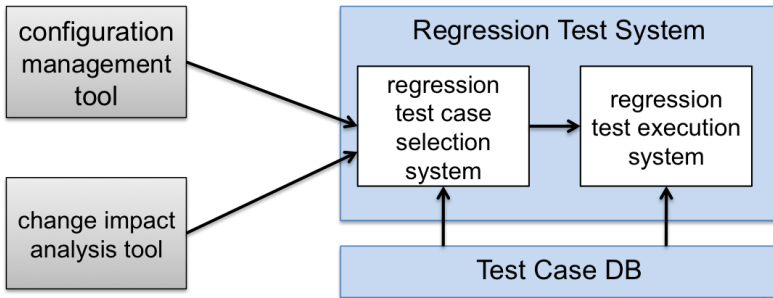 configuration
management
tool
Regression Test System
regression
test case
selection
system
regression
test execution
system
change impact
analysis tool
Test Case DB